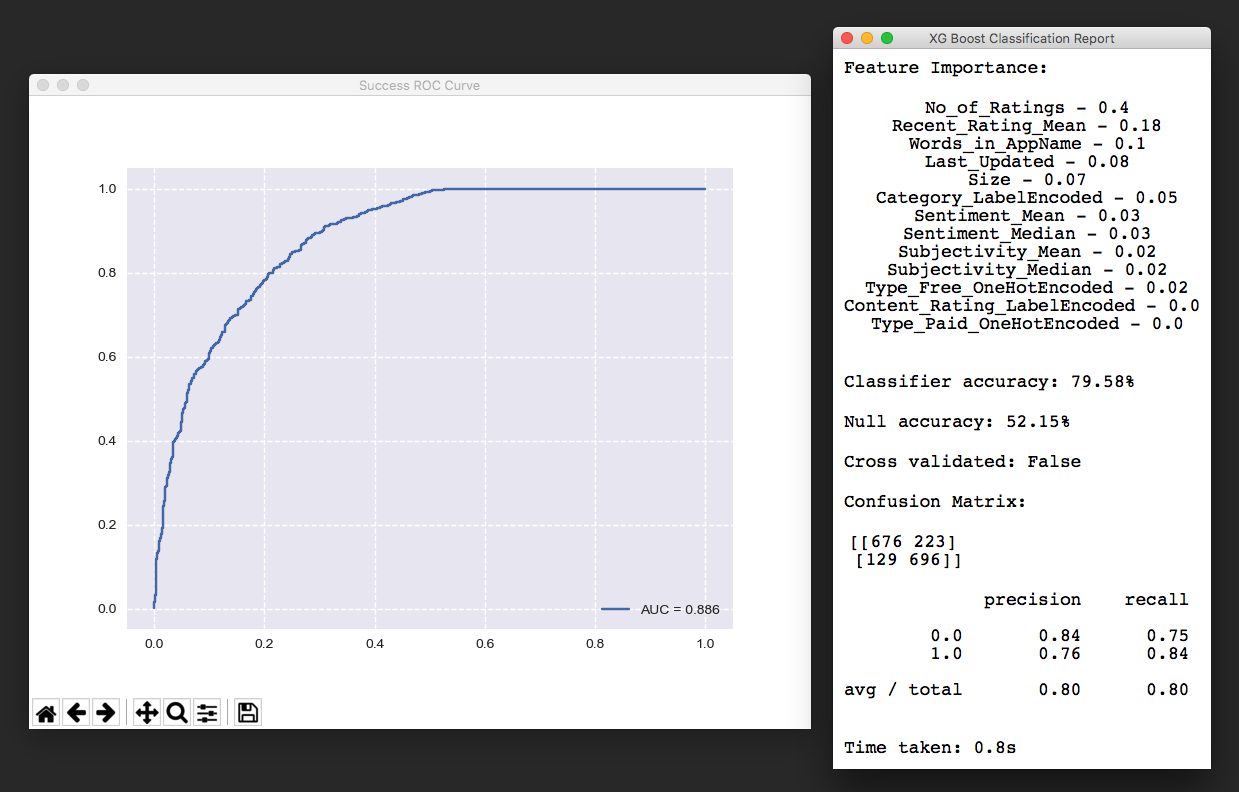 Success ROC Curve
1.0
0.8
0.6
0.4
0.2
0.0
AUC = 0.886
0.0 0.2 0.4 0.6 0.8 1.0
XG Boost Classification Report
Feature Importance:
No_of_Ratings - 0.4
Recent_Rating_Mean - 0.18
Words_in_AppName - 0.1
Last_Updated - 0.08
Size - 0.07
Category_LabelEncoded - 0.05
Sentiment_Mean - 0.03
Sentiment_Median - 0.03
Subjectivity_Mean - 0.02
Subjectivity_Median - 0.02
Type_Free_OneHotEncoded - 0.02
Content_Rating_LabelEncoded - 0.0
Type_Paid_OneHotEncoded - 0.0
Classifier accuracy: 79.58%
Null accuracy: 52.15%
Cross validated: False
Confusion Matrix:
[[676 223]
[129 696]]
precision recall
0.0 0.84 0.75
1.0 0.76 0.84
avg / total 0.80 0.80
Time taken: 0.8s